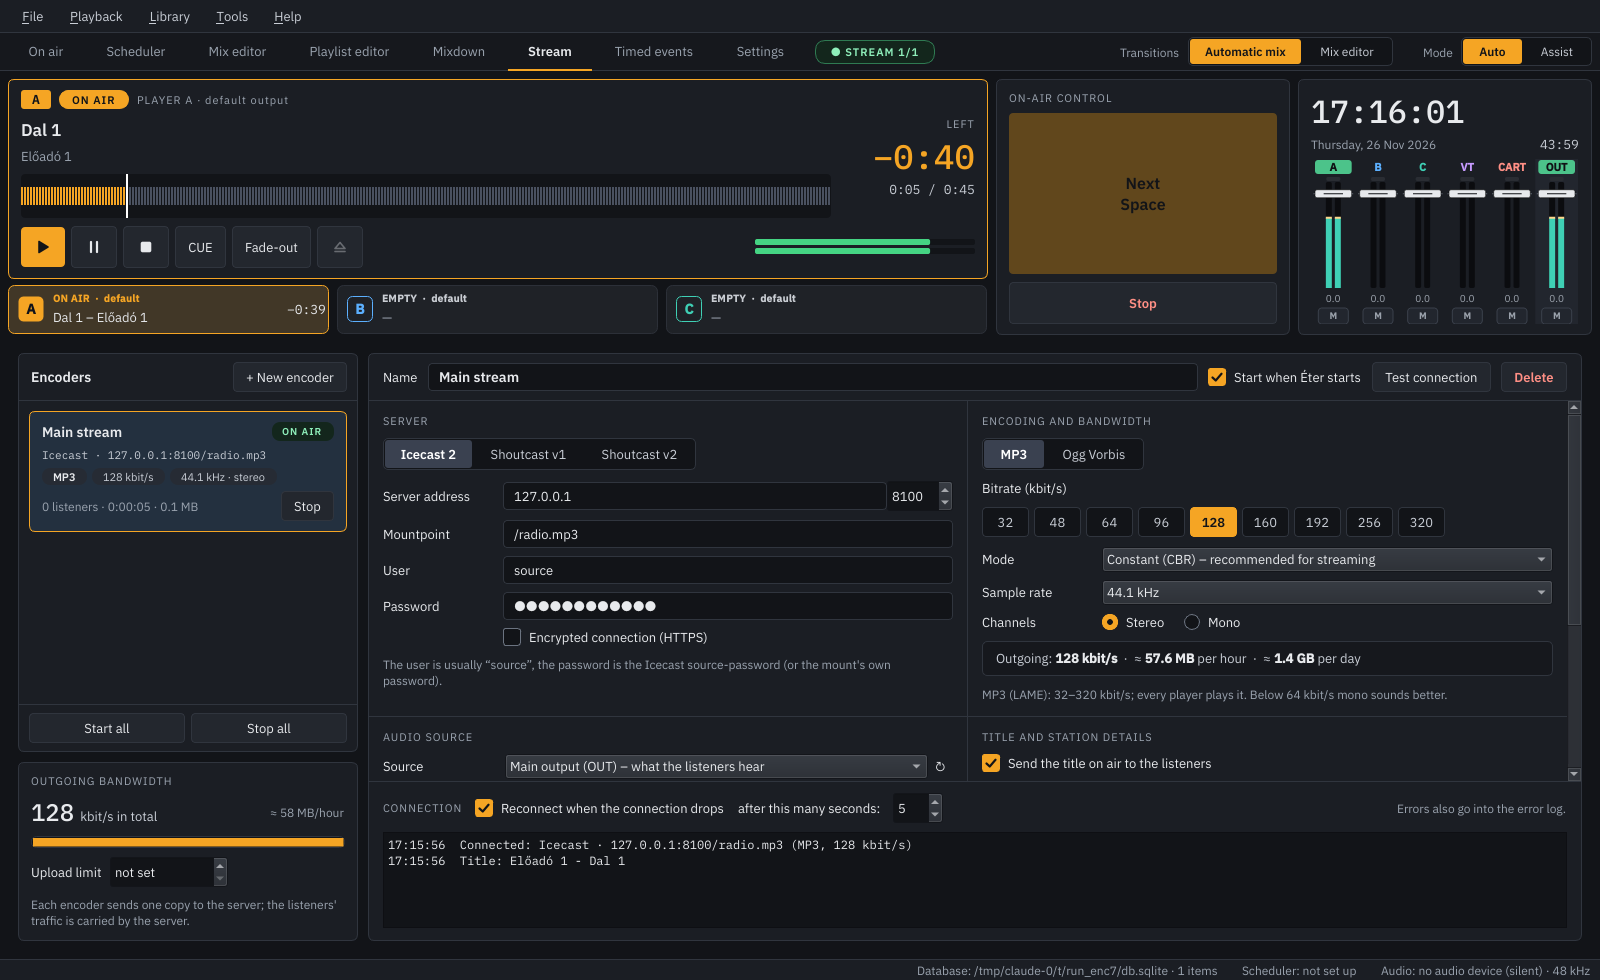 File Playback Library Tools Help
On air Scheduler Mix editor Playlist editor Mixdown Stream Timed events Settings STREAM 1/1 Transitions Automatic mix Mix editor Mode Auto Assist
A ON AIR PLAYER A · default output
Dal 1
Előadó 1
LEFT
−0:40
0:05 / 0:45
CUE Fade-out
ON-AIR CONTROL
Next
Space
Stop
17:16:01
Thursday, 26 Nov 2026 43:59
A B C VT CART OUT
0.0 0.0 0.0 0.0 0.0 0.0
M M M M M M
A ON AIR · default
Dal 1 – Előadó 1 −0:39
B EMPTY · default
—
C EMPTY · default
—
Encoders + New encoder
Main stream ON AIR
Icecast · 127.0.0.1:8100/radio.mp3
MP3 128 kbit/s 44.1 kHz · stereo
0 listeners · 0:00:05 · 0.1 MB Stop
Start all Stop all
OUTGOING BANDWIDTH
128 kbit/s in total ≈ 58 MB/hour
Upload limit not set
Each encoder sends one copy to the server; the listeners'
traffic is carried by the server.
Name Main stream Start when Éter starts Test connection Delete
SERVER
Icecast 2 Shoutcast v1 Shoutcast v2
Server address 127.0.0.1 8100
Mountpoint /radio.mp3
User source
Password ●●●●●●●●●●●●
Encrypted connection (HTTPS)
The user is usually “source”, the password is the Icecast source-password (or the mount's own
password).
ENCODING AND BANDWIDTH
MP3 Ogg Vorbis
Bitrate (kbit/s)
32 48 64 96 128 160 192 256 320
Mode Constant (CBR) – recommended for streaming
Sample rate 44.1 kHz
Channels Stereo Mono
Outgoing: 128 kbit/s · ≈ 57.6 MB per hour · ≈ 1.4 GB per day
MP3 (LAME): 32–320 kbit/s; every player plays it. Below 64 kbit/s mono sounds better.
AUDIO SOURCE
Source Main output (OUT) – what the listeners hear
TITLE AND STATION DETAILS
Send the title on air to the listeners
CONNECTION Reconnect when the connection drops after this many seconds: 5 Errors also go into the error log.
17:15:56 Connected: Icecast · 127.0.0.1:8100/radio.mp3 (MP3, 128 kbit/s)
17:15:56 Title: Előadó 1 - Dal 1
Database: /tmp/claude-0/t/run_enc7/db.sqlite · 1 items Scheduler: not set up Audio: no audio device (silent) · 48 kHz